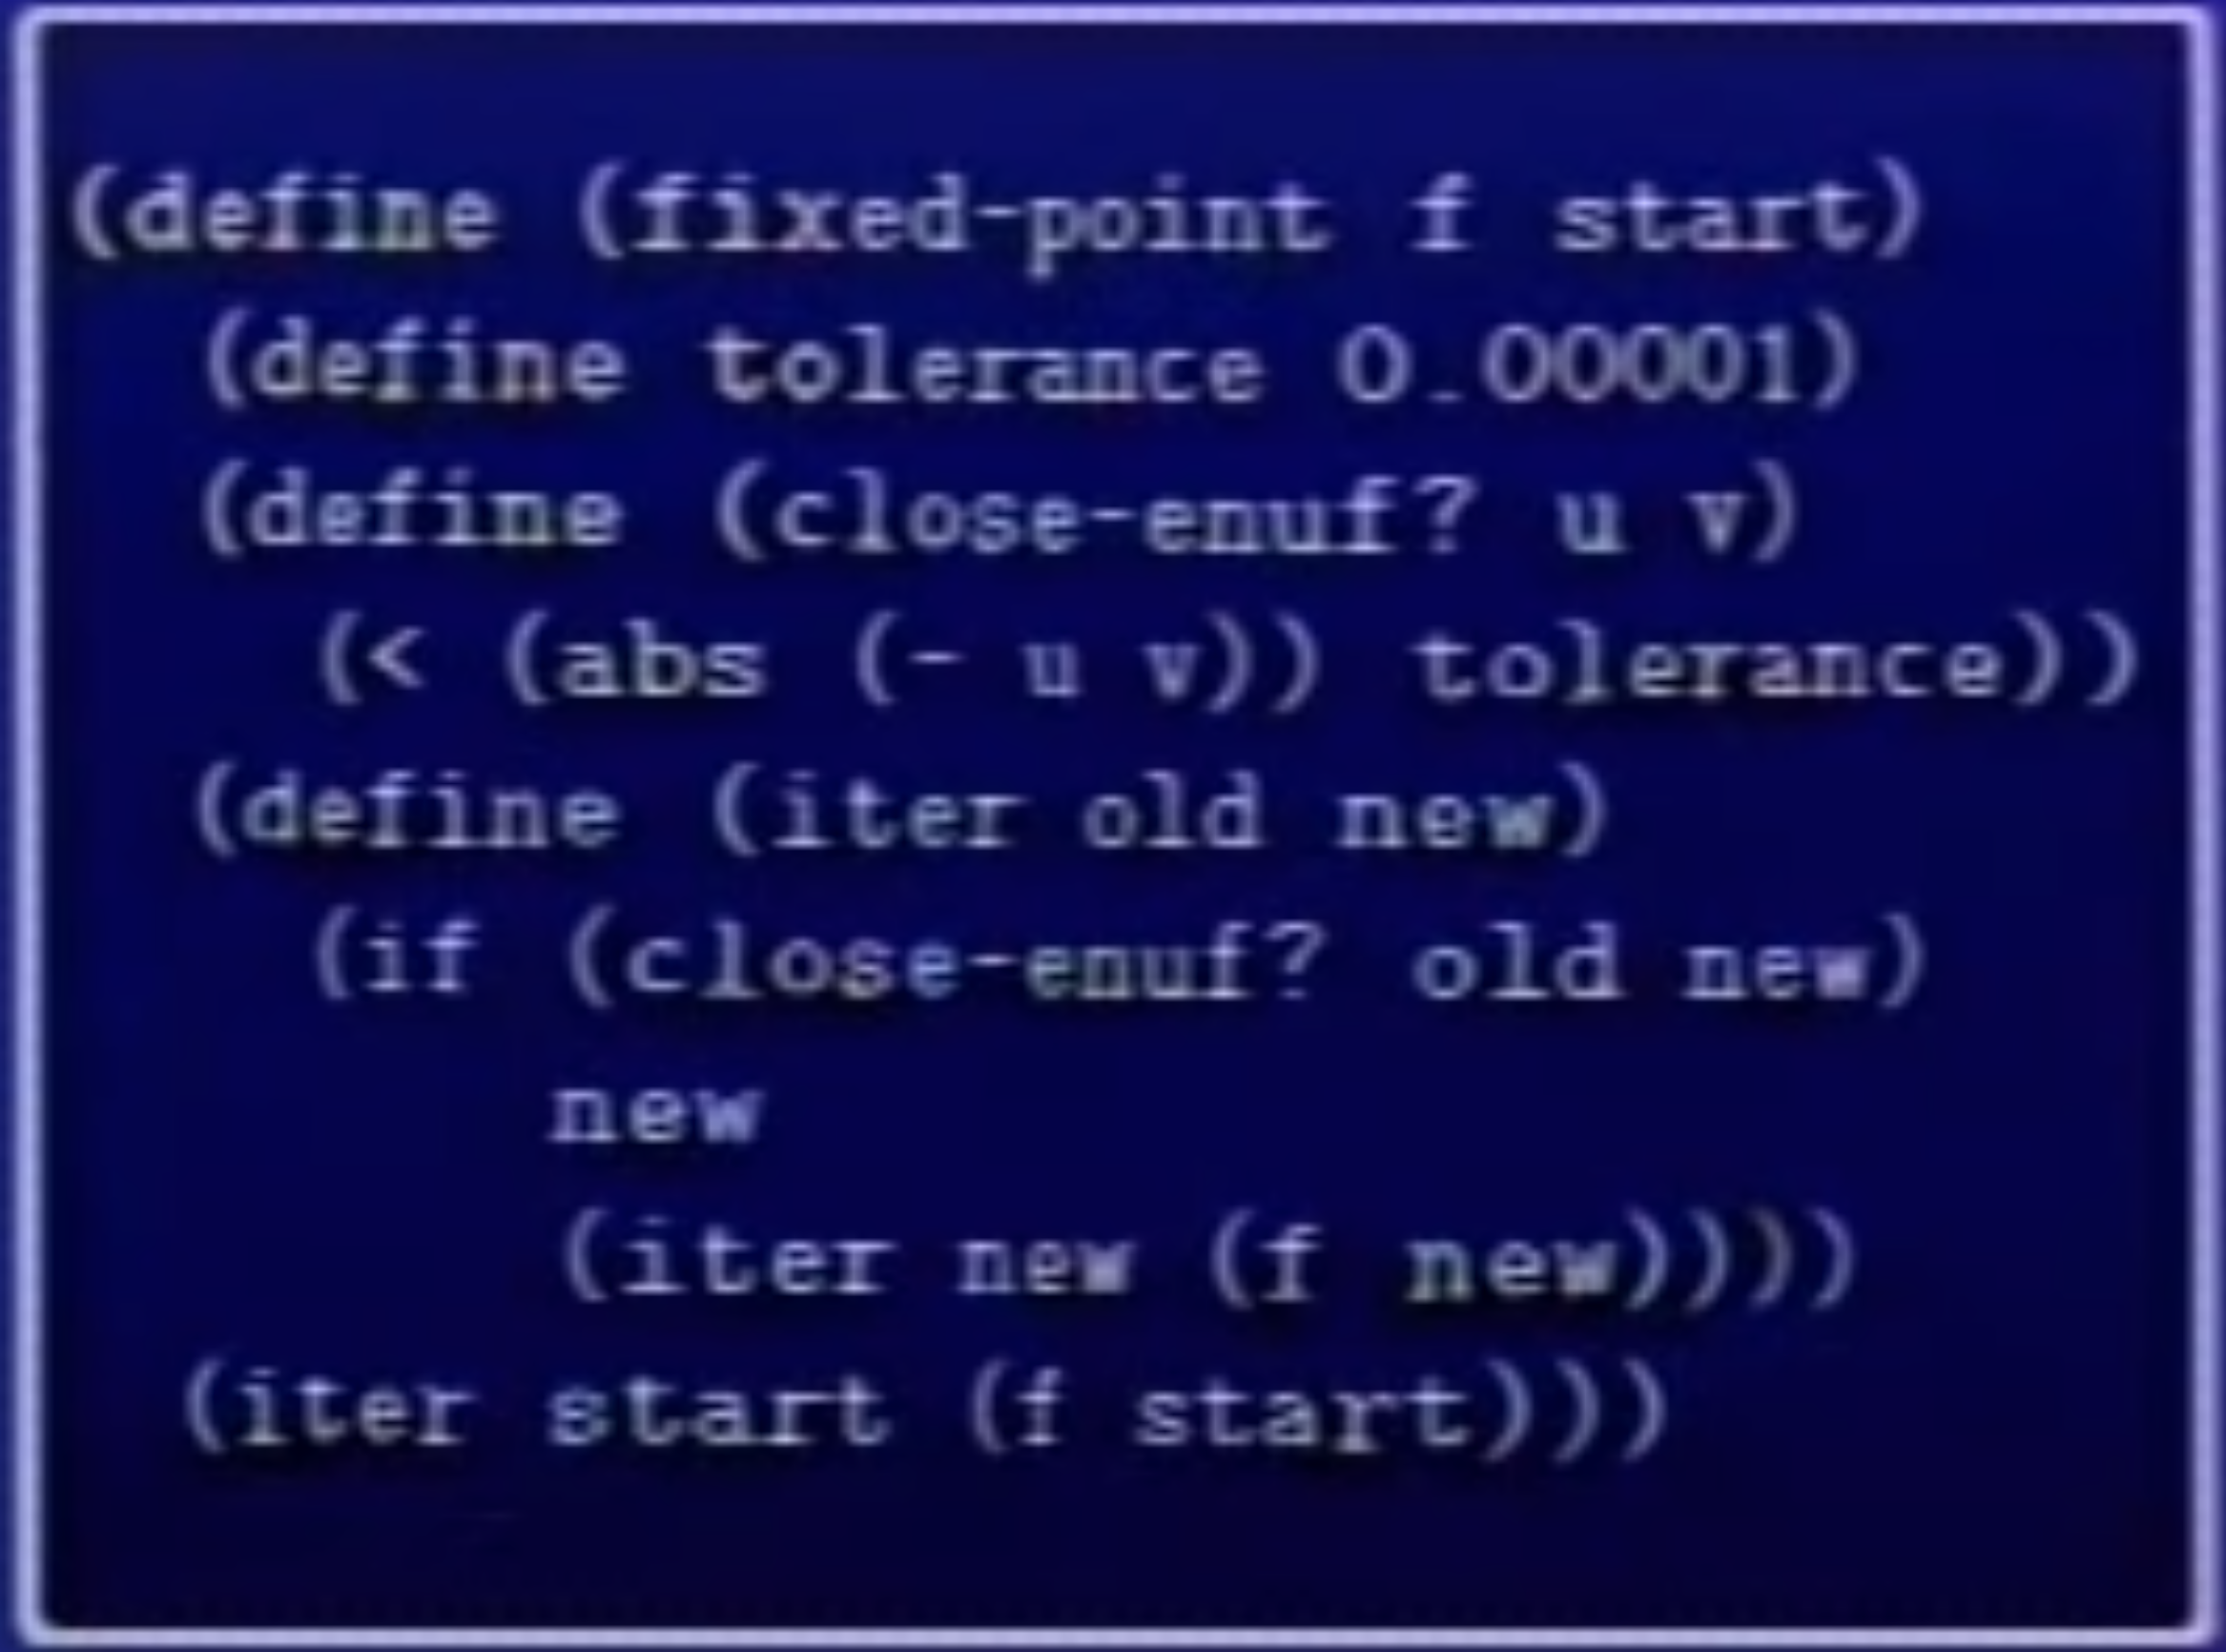 (define (fixed-point f start)
(define tolerance 0.00001)
(define (close-enuf? u v)
(< (abs (- u v)) tolerance))
(define (iter old new)
(if (close-enuf? old new)
new
(iter new (f new))))
(iter start (f start)))